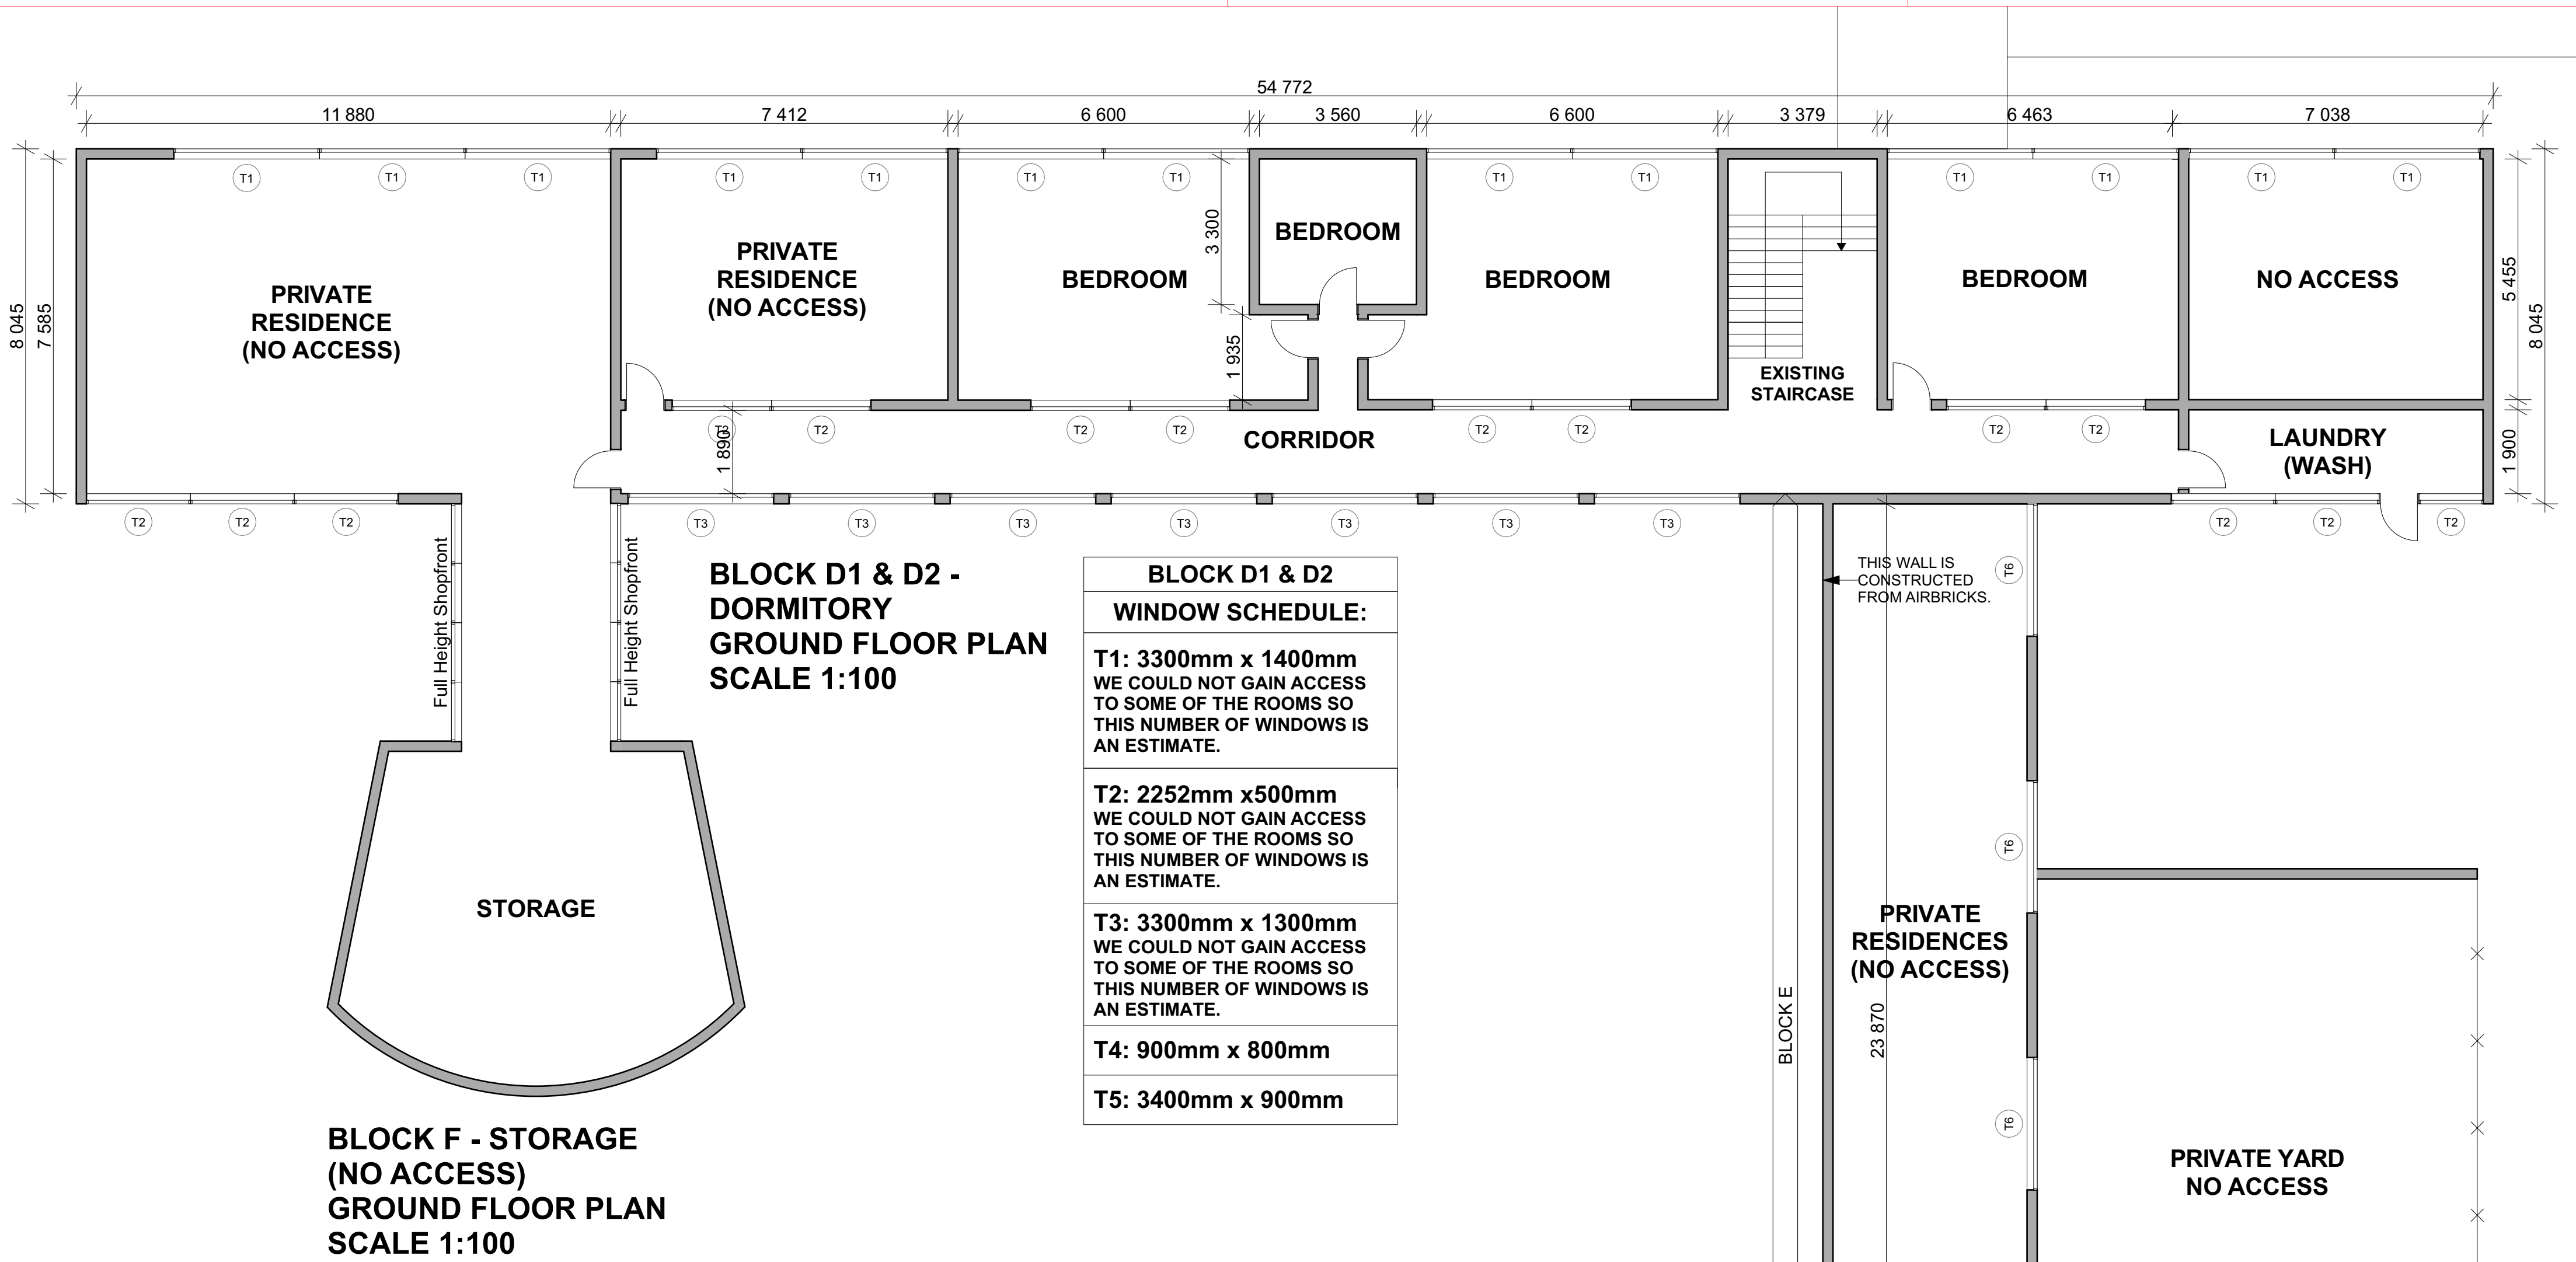 54 772
11 880
7 412
6 600
3 560
6 600
3 379
6 463
7 038
T1
T1
T1
T1
T1
T1
T1
T1
T1
T1
T1
T1
T1
8 045
7 585
PRIVATE
RESIDENCE
(NO ACCESS)
PRIVATE
RESIDENCE
(NO ACCESS)
BEDROOM
3 300
1 935
BEDROOM
BEDROOM
EXISTING
STAIRCASE
BEDROOM
NO ACCESS
5 455
8 045
1 900
T2
1 890
T2
T2
T2
CORRIDOR
T2
T2
T2
T2
LAUNDRY
(WASH)
T2
T2
T2
T3
T3
T3
T3
T3
T3
T3
T2
T2
T2
Full Height Shopfront
Full Height Shopfront
BLOCK D1 & D2 -
DORMITORY
GROUND FLOOR PLAN
SCALE 1:100
BLOCK D1 & D2
WINDOW SCHEDULE:
T1: 3300mm x 1400mm
WE COULD NOT GAIN ACCESS
TO SOME OF THE ROOMS SO
THIS NUMBER OF WINDOWS IS
AN ESTIMATE.
T2: 2252mm x500mm
WE COULD NOT GAIN ACCESS
TO SOME OF THE ROOMS SO
THIS NUMBER OF WINDOWS IS
AN ESTIMATE.
T3: 3300mm x 1300mm
WE COULD NOT GAIN ACCESS
TO SOME OF THE ROOMS SO
THIS NUMBER OF WINDOWS IS
AN ESTIMATE.
T4: 900mm x 800mm
T5: 3400mm x 900mm
THIS WALL IS
CONSTRUCTED
FROM AIRBRICKS.
T6
T6
T6
PRIVATE
RESIDENCES
(NO ACCESS)
BLOCK E
23 870
PRIVATE YARD
NO ACCESS
STORAGE
BLOCK F - STORAGE
(NO ACCESS)
GROUND FLOOR PLAN
SCALE 1:100